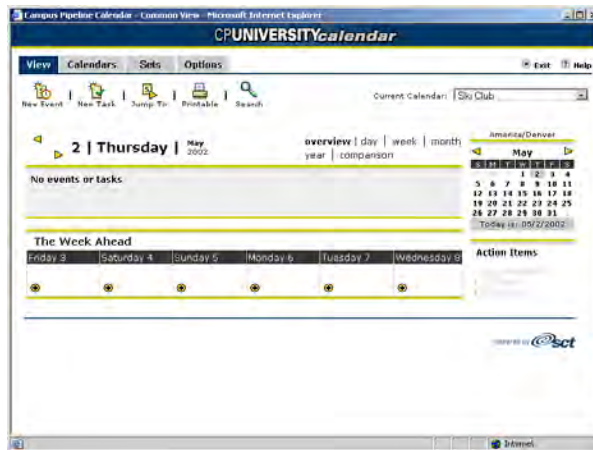 Campus Pipeline Calendar - Common View - Microsoft Internet Explorer
CPUNIVERSITYcalendar
View Calendars Sets Options Exit Help
New Event New Task Jump To Printable Search Current Calendar: Ski Club
2 | Thursday | May 2002
overview | day | week | month
year | comparison
No events or tasks
America/Denver
May
S M T W T F S
1 2 3 4
5 6 7 8 9 10 11
12 13 14 15 16 17 18
19 20 21 22 23 24 25
26 27 28 29 30 31
Today is: 05/2/2002
The Week Ahead
Friday 3 Saturday 4 Sunday 5 Monday 6 Tuesday 7 Wednesday 8
Action Items
sct
Internet